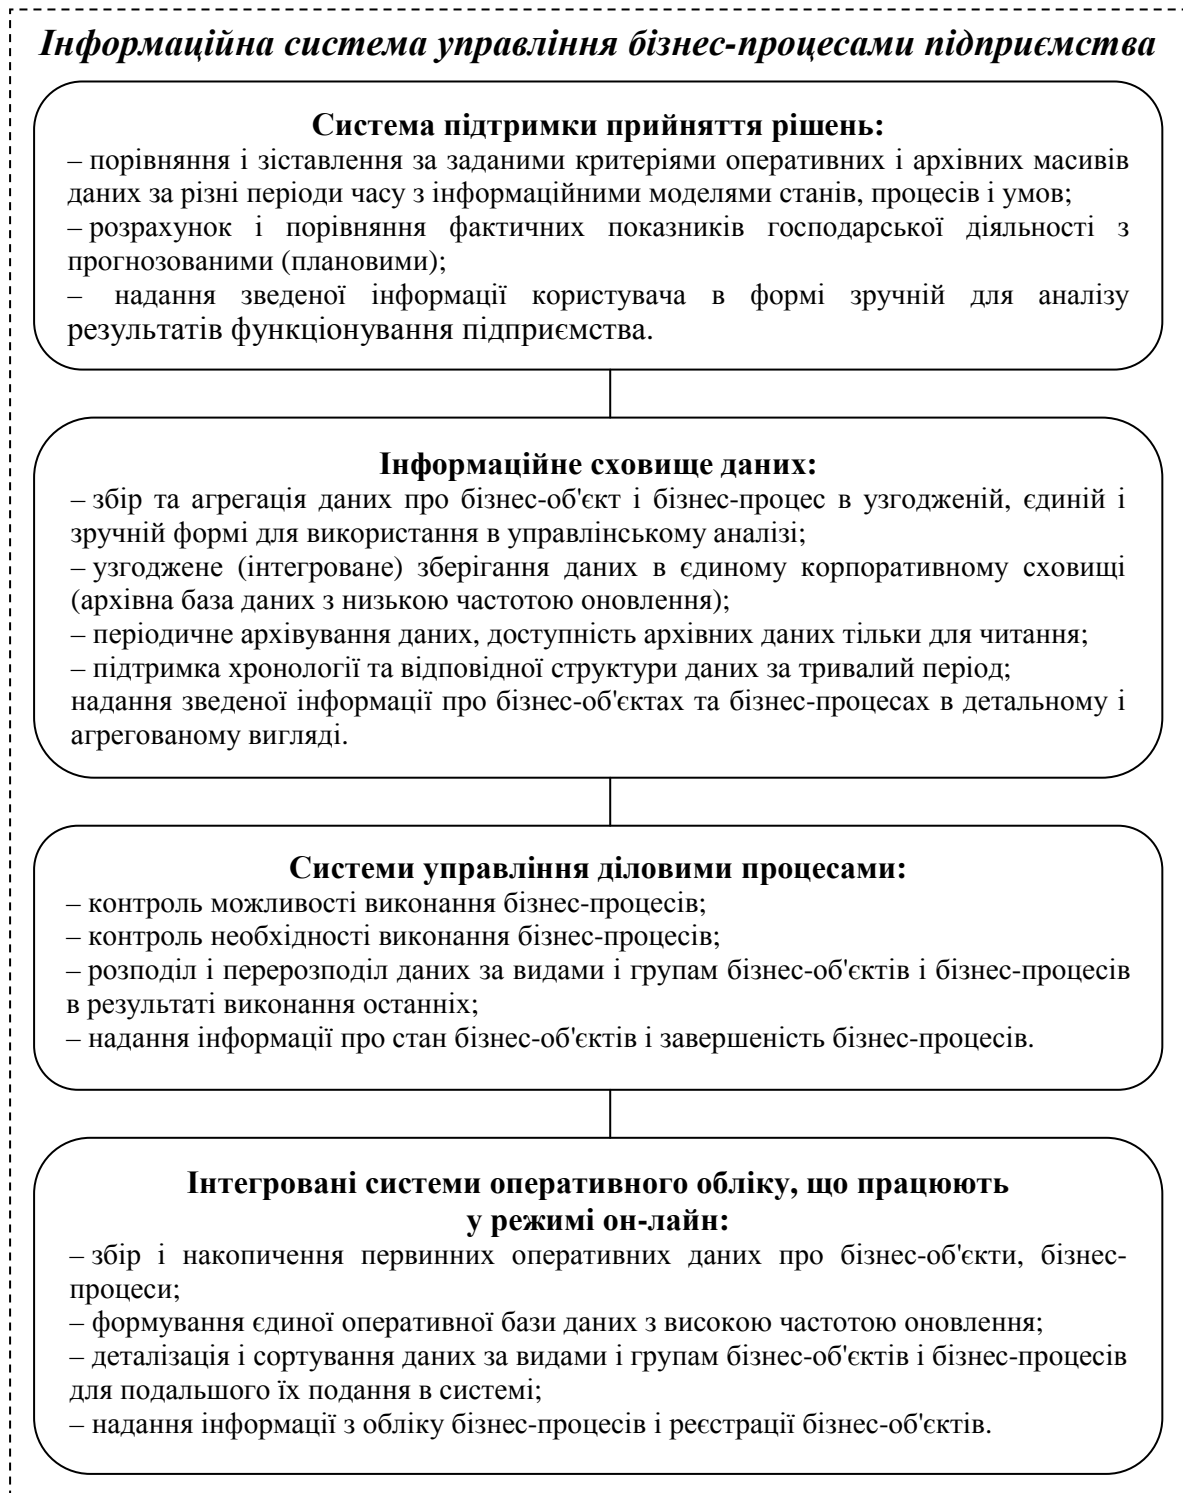 Інформаційна система управління бізнес-процесами підприємства
Система підтримки прийняття рішень:
– порівняння і зіставлення за заданими критеріями оперативних і архівних масивів
даних за різні періоди часу з інформаційними моделями станів, процесів і умов;
– розрахунок і порівняння фактичних показників господарської діяльності з
прогнозованими (плановими);
– надання зведеної інформації користувача в формі зручній для аналізу
результатів функціонування підприємства.
Інформаційне сховище даних:
– збір та агрегація даних про бізнес-об'єкт і бізнес-процес в узгодженій, єдиній і
зручній формі для використання в управлінському аналізі;
– узгоджене (інтегроване) зберігання даних в єдиному корпоративному сховищі
(архівна база даних з низькою частотою оновлення);
– періодичне архівування даних, доступність архівних даних тільки для читання;
– підтримка хронології та відповідної структури даних за тривалий період;
надання зведеної інформації про бізнес-об'єктах та бізнес-процесах в детальному і
агрегованому вигляді.
Системи управління діловими процесами:
– контроль можливості виконання бізнес-процесів;
– контроль необхідності виконання бізнес-процесів;
– розподіл і перерозподіл даних за видами і групам бізнес-об'єктів і бізнес-процесів
в результаті виконання останніх;
– надання інформації про стан бізнес-об'єктів і завершеність бізнес-процесів.
Інтегровані системи оперативного обліку, що працюють
у режимі он-лайн:
– збір і накопичення первинних оперативних даних про бізнес-об'єкти, бізнес-
процеси;
– формування єдиної оперативної бази даних з високою частотою оновлення;
– деталізація і сортування даних за видами і групам бізнес-об'єктів і бізнес-процесів
для подальшого їх подання в системі;
– надання інформації з обліку бізнес-процесів і реєстрації бізнес-об'єктів.